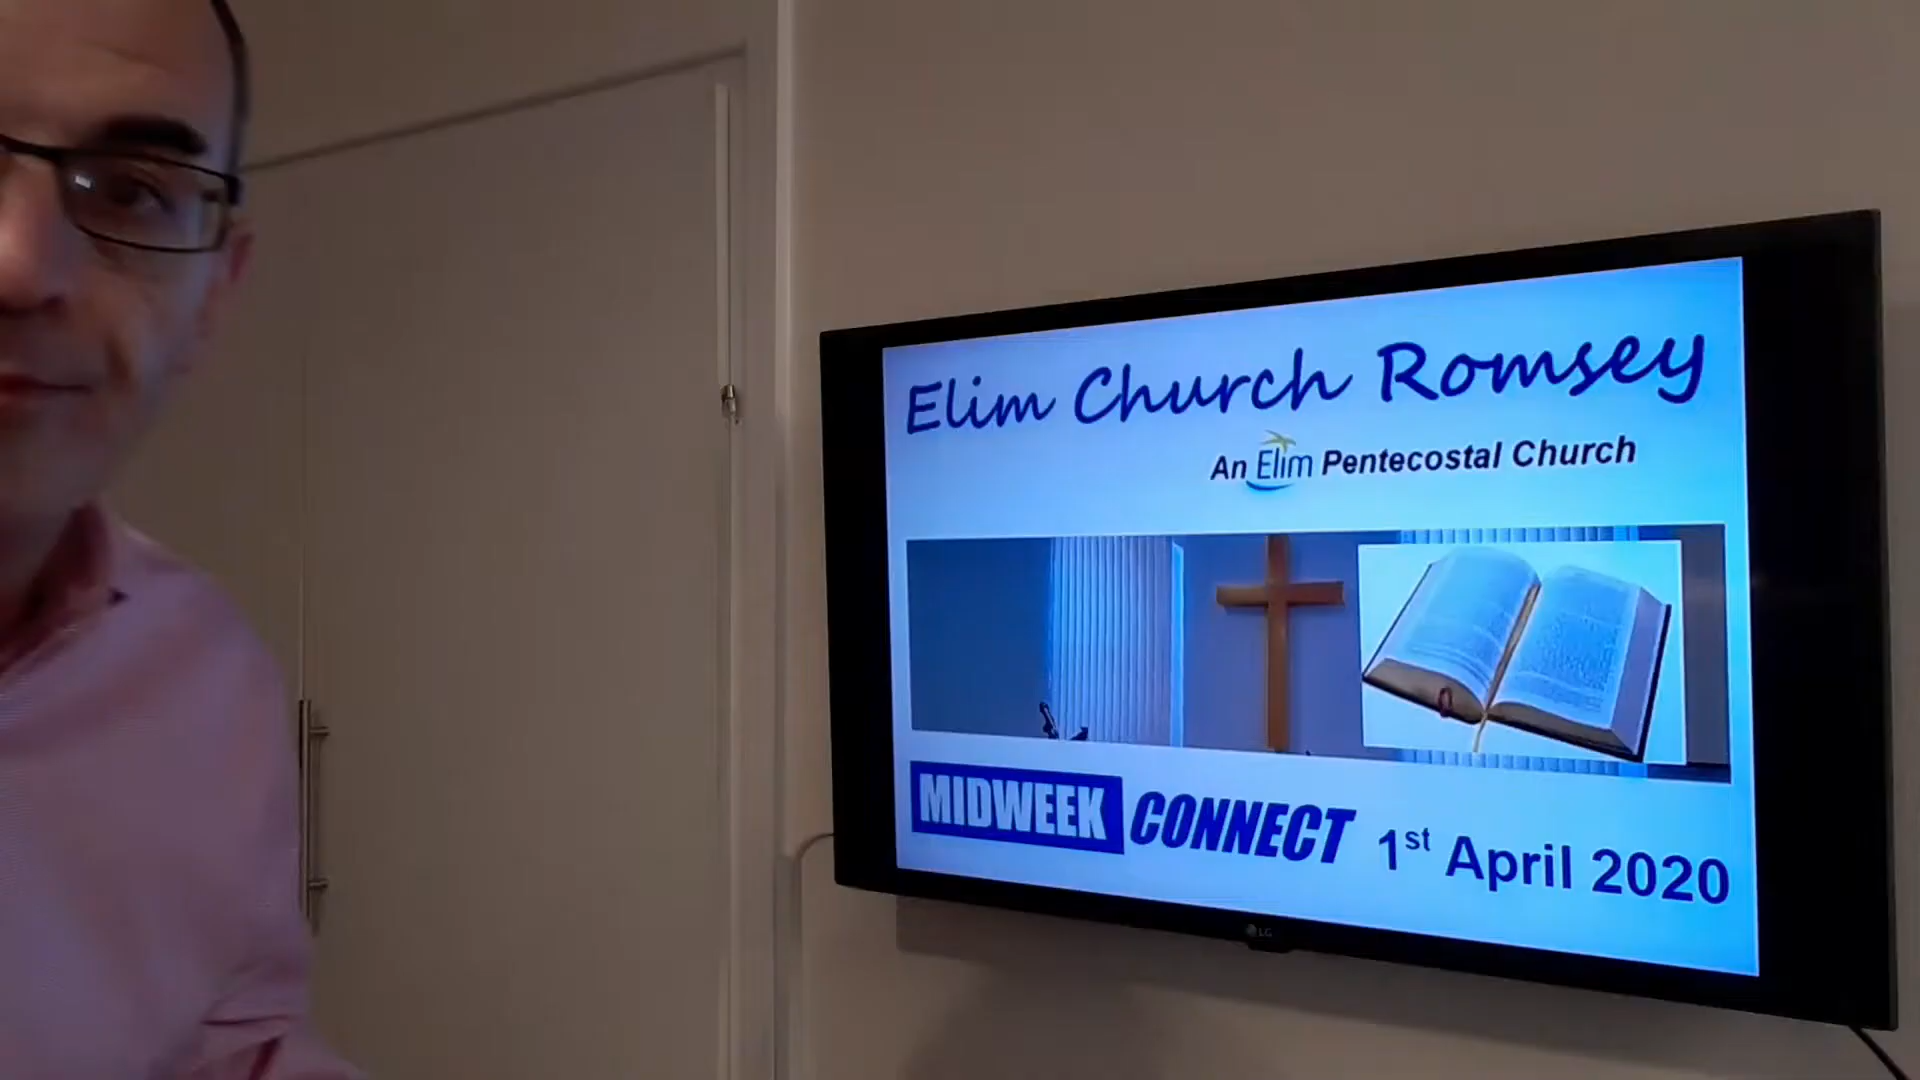 Elim Church Romsey
An Elim Pentecostal Church
MIDWEEK CONNECT 1st April 2020
LG